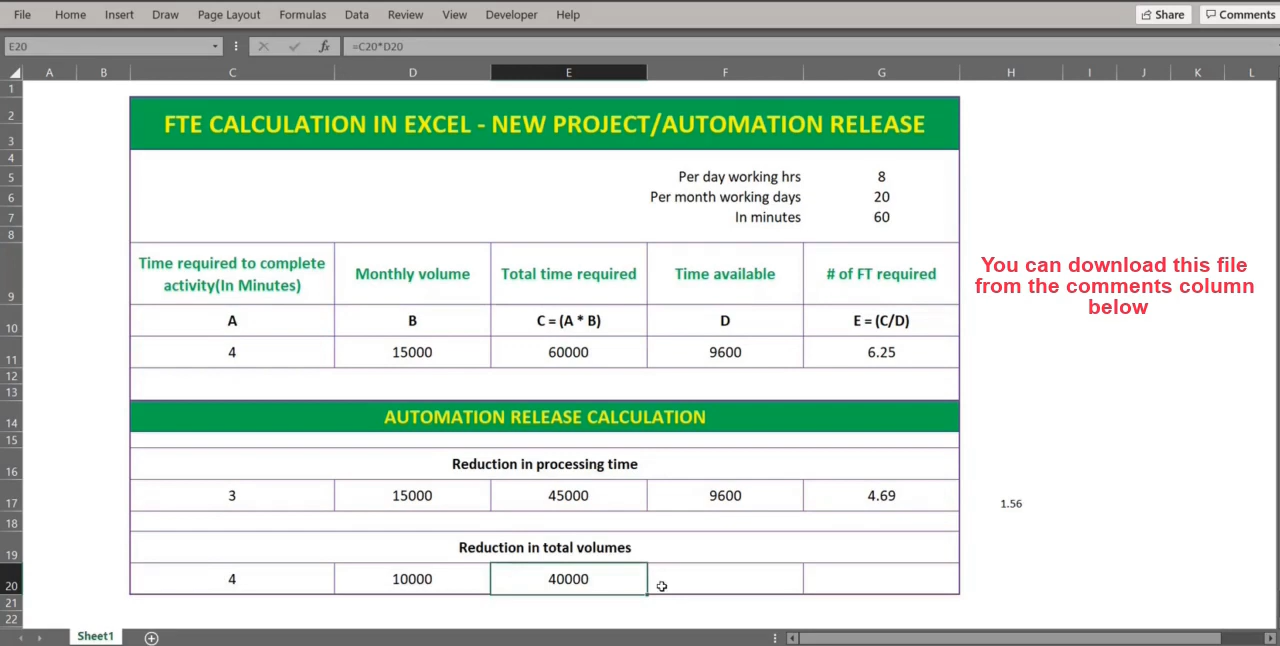 File Home Insert Draw Page Layout Formulas Data Review View Developer Help Share Comments
E20 fx =C20*D20
A B C D E F G H I J K L
1
2 FTE CALCULATION IN EXCEL - NEW PROJECT/AUTOMATION RELEASE
3
4
5 Per day working hrs 8
6 Per month working days 20
7 In minutes 60
8
9 Time required to complete activity(In Minutes) Monthly volume Total time required Time available # of FT required
You can download this file
from the comments column
below
10 A B C = (A * B) D E = (C/D)
11 4 15000 60000 9600 6.25
12
13
14 AUTOMATION RELEASE CALCULATION
15
16 Reduction in processing time
17 3 15000 45000 9600 4.69 1.56
18
19 Reduction in total volumes
20 4 10000 40000
21
22
Sheet1